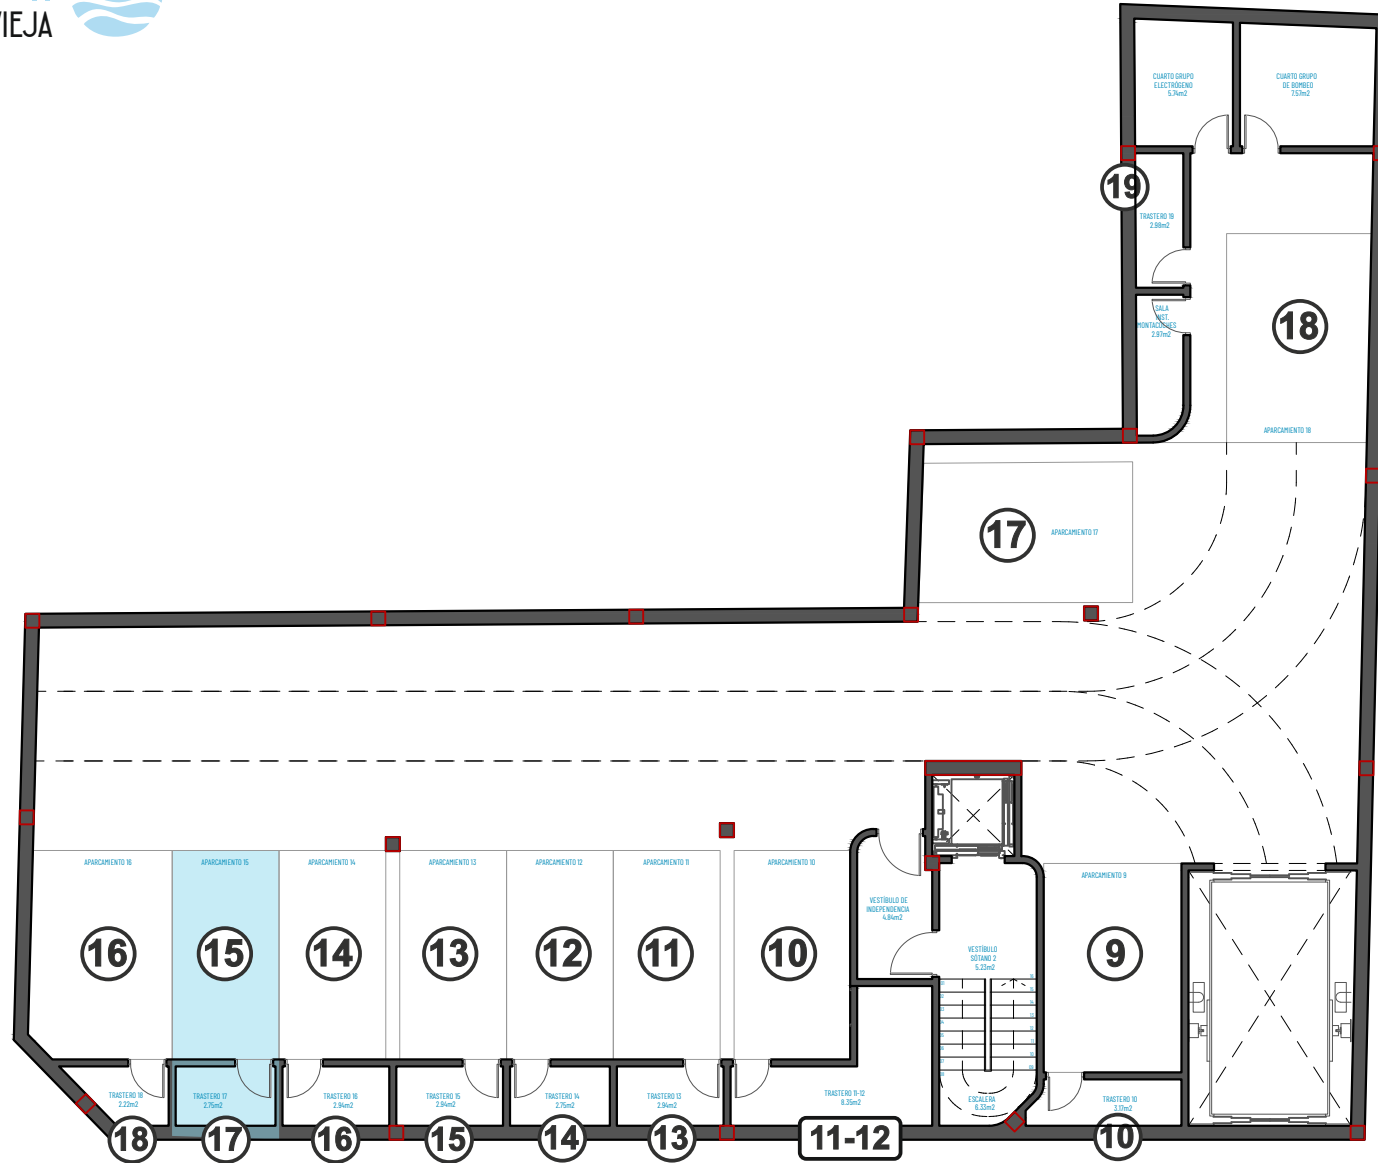 VIEJA
CUARTO GRUPO
ELECTRÓGENO
5.74m2
CUARTO GRUPO
DE BOMBEO
7.57m2
19
TRASTERO 19
2.98m2
SALA
INST.
MONTACOCHES
2.97m2
18
APARCAMIENTO 18
17
APARCAMIENTO 17
APARCAMIENTO 16
APARCAMIENTO 15
APARCAMIENTO 14
APARCAMIENTO 13
APARCAMIENTO 12
APARCAMIENTO 11
APARCAMIENTO 10
APARCAMIENTO 9
VESTÍBULO DE
INDEPENDENCIA
4.84m2
VESTÍBULO
SÓTANO 2
5.23m2
16
15
14
13
12
11
10
9
TRASTERO 18
2.22m2
TRASTERO 17
2.75m2
TRASTERO 16
2.94m2
TRASTERO 15
2.94m2
TRASTERO 14
2.75m2
TRASTERO 13
2.94m2
TRASTERO 11-12
8.35m2
ESCALERA
6.33m2
TRASTERO 10
3.17m2
18
17
16
15
14
13
11-12
10